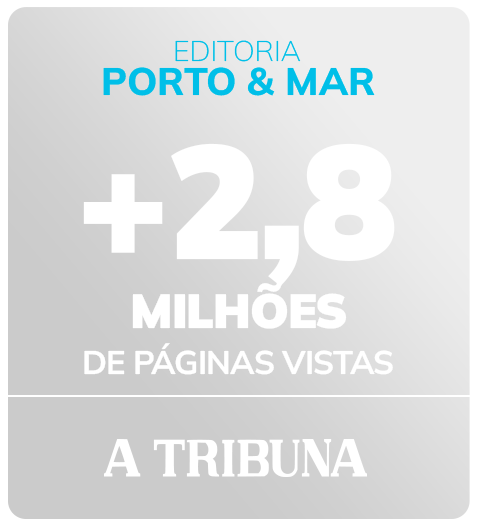 EDITORIA
PORTO & MAR
+2,8
MILHÕES
DE PÁGINAS VISTAS
A TRIBUNA